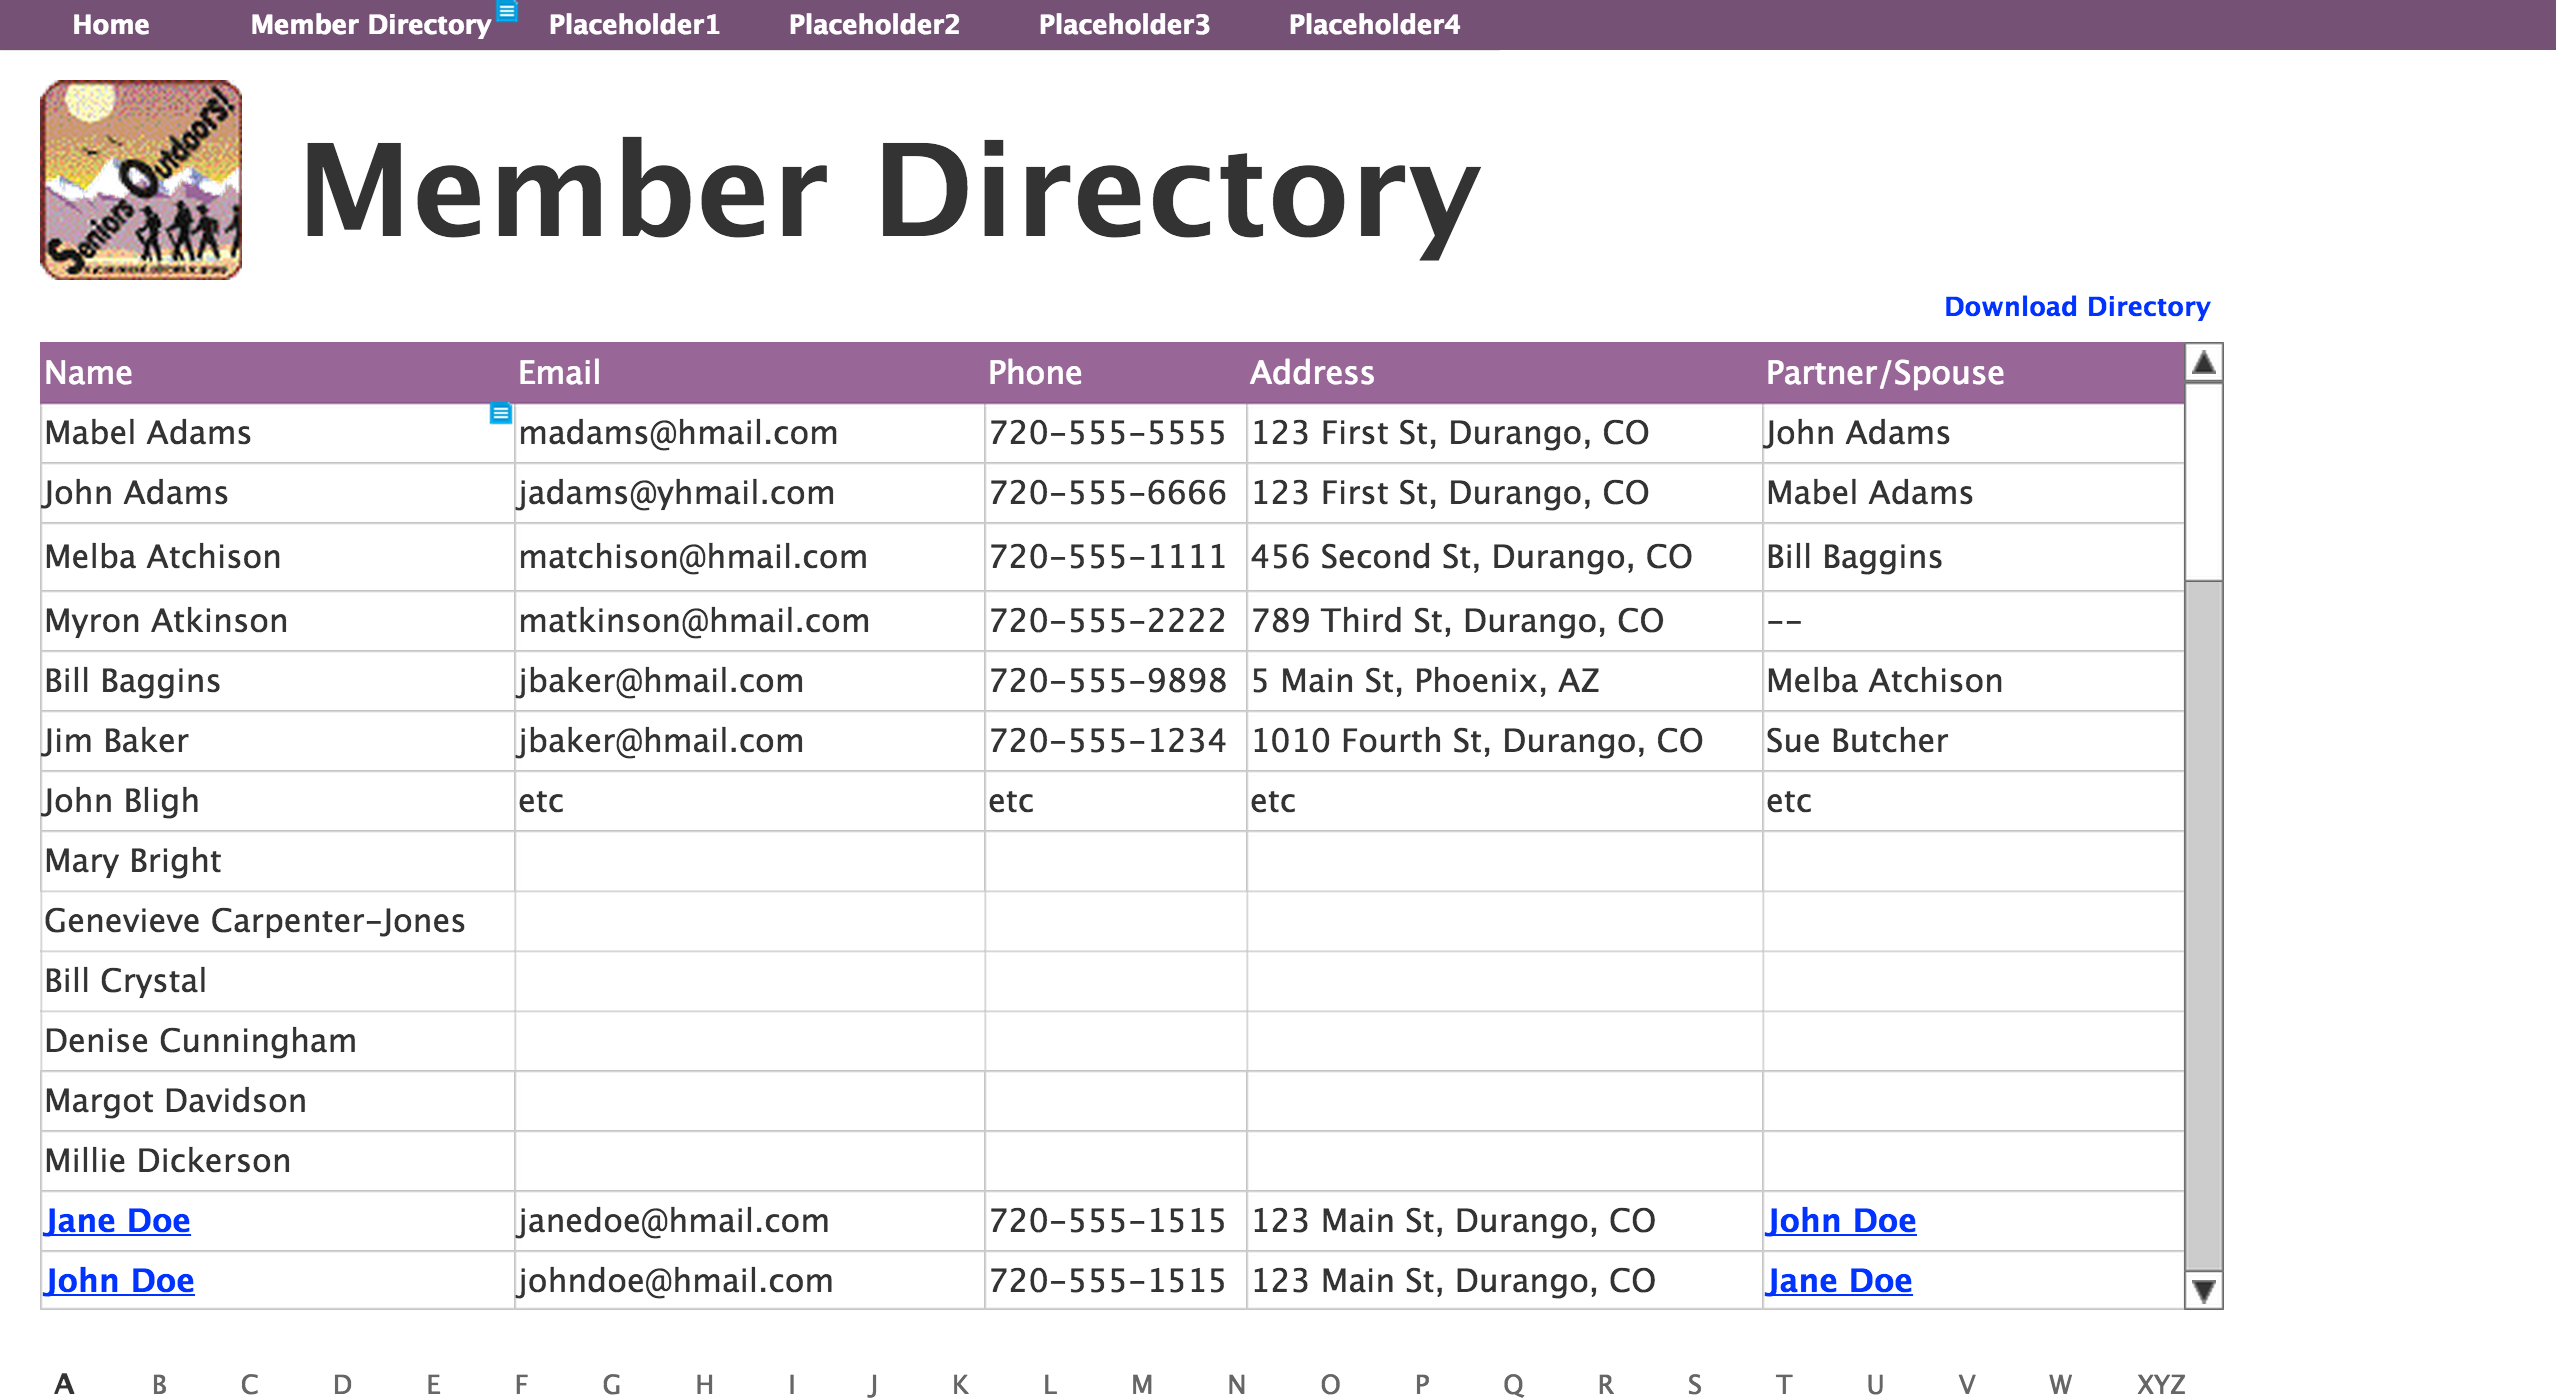 Home Member Directory Placeholder1 Placeholder2 Placeholder3 Placeholder4
Seniors Outdoors!
Member Directory
Download Directory
Name Email Phone Address Partner/Spouse
Mabel Adams madams@hmail.com 720-555-5555 123 First St, Durango, CO John Adams
John Adams jadams@yhmail.com 720-555-6666 123 First St, Durango, CO Mabel Adams
Melba Atchison matchison@hmail.com 720-555-1111 456 Second St, Durango, CO Bill Baggins
Myron Atkinson matkinson@hmail.com 720-555-2222 789 Third St, Durango, CO --
Bill Baggins jbaker@hmail.com 720-555-9898 5 Main St, Phoenix, AZ Melba Atchison
Jim Baker jbaker@hmail.com 720-555-1234 1010 Fourth St, Durango, CO Sue Butcher
John Bligh etc etc etc etc
Mary Bright
Genevieve Carpenter-Jones
Bill Crystal
Denise Cunningham
Margot Davidson
Millie Dickerson
Jane Doe janedoe@hmail.com 720-555-1515 123 Main St, Durango, CO John Doe
John Doe johndoe@hmail.com 720-555-1515 123 Main St, Durango, CO Jane Doe
A B C D E F G H I J K L M N O P Q R S T U V W XYZ